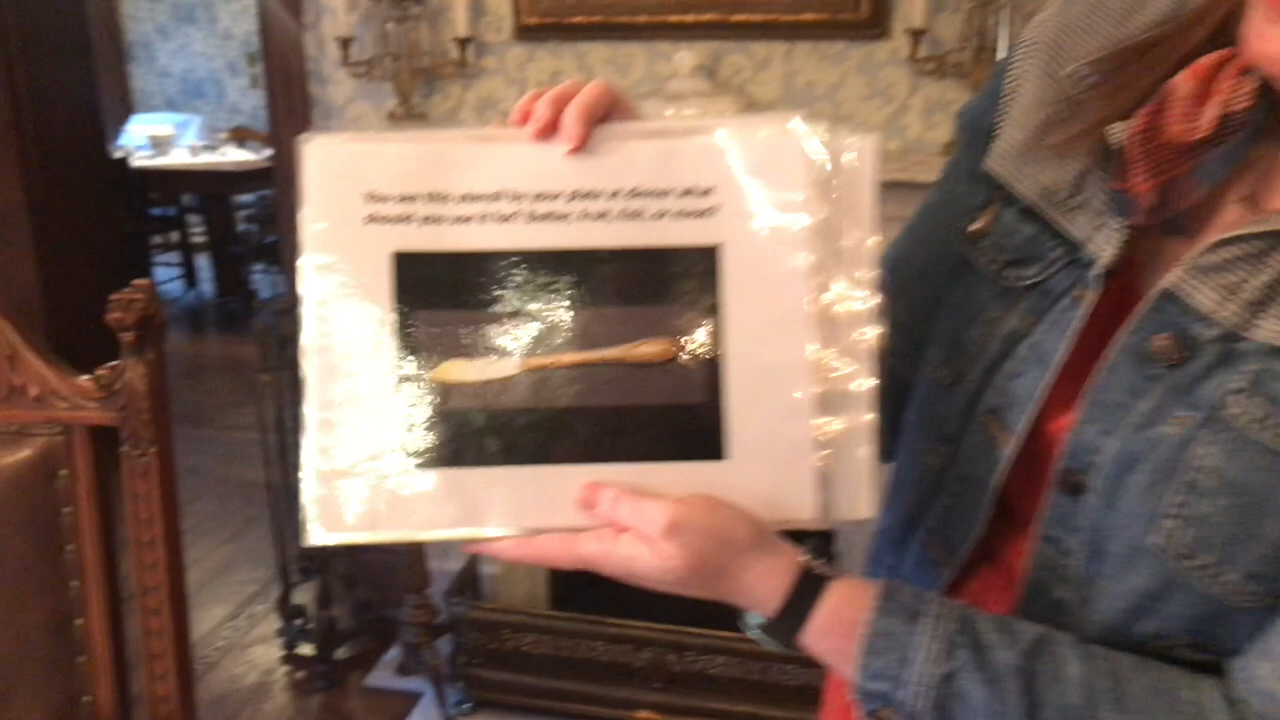 You see this utensil by your plate at dinner, what
should you use it for? Butter, fruit, fish, or meat?